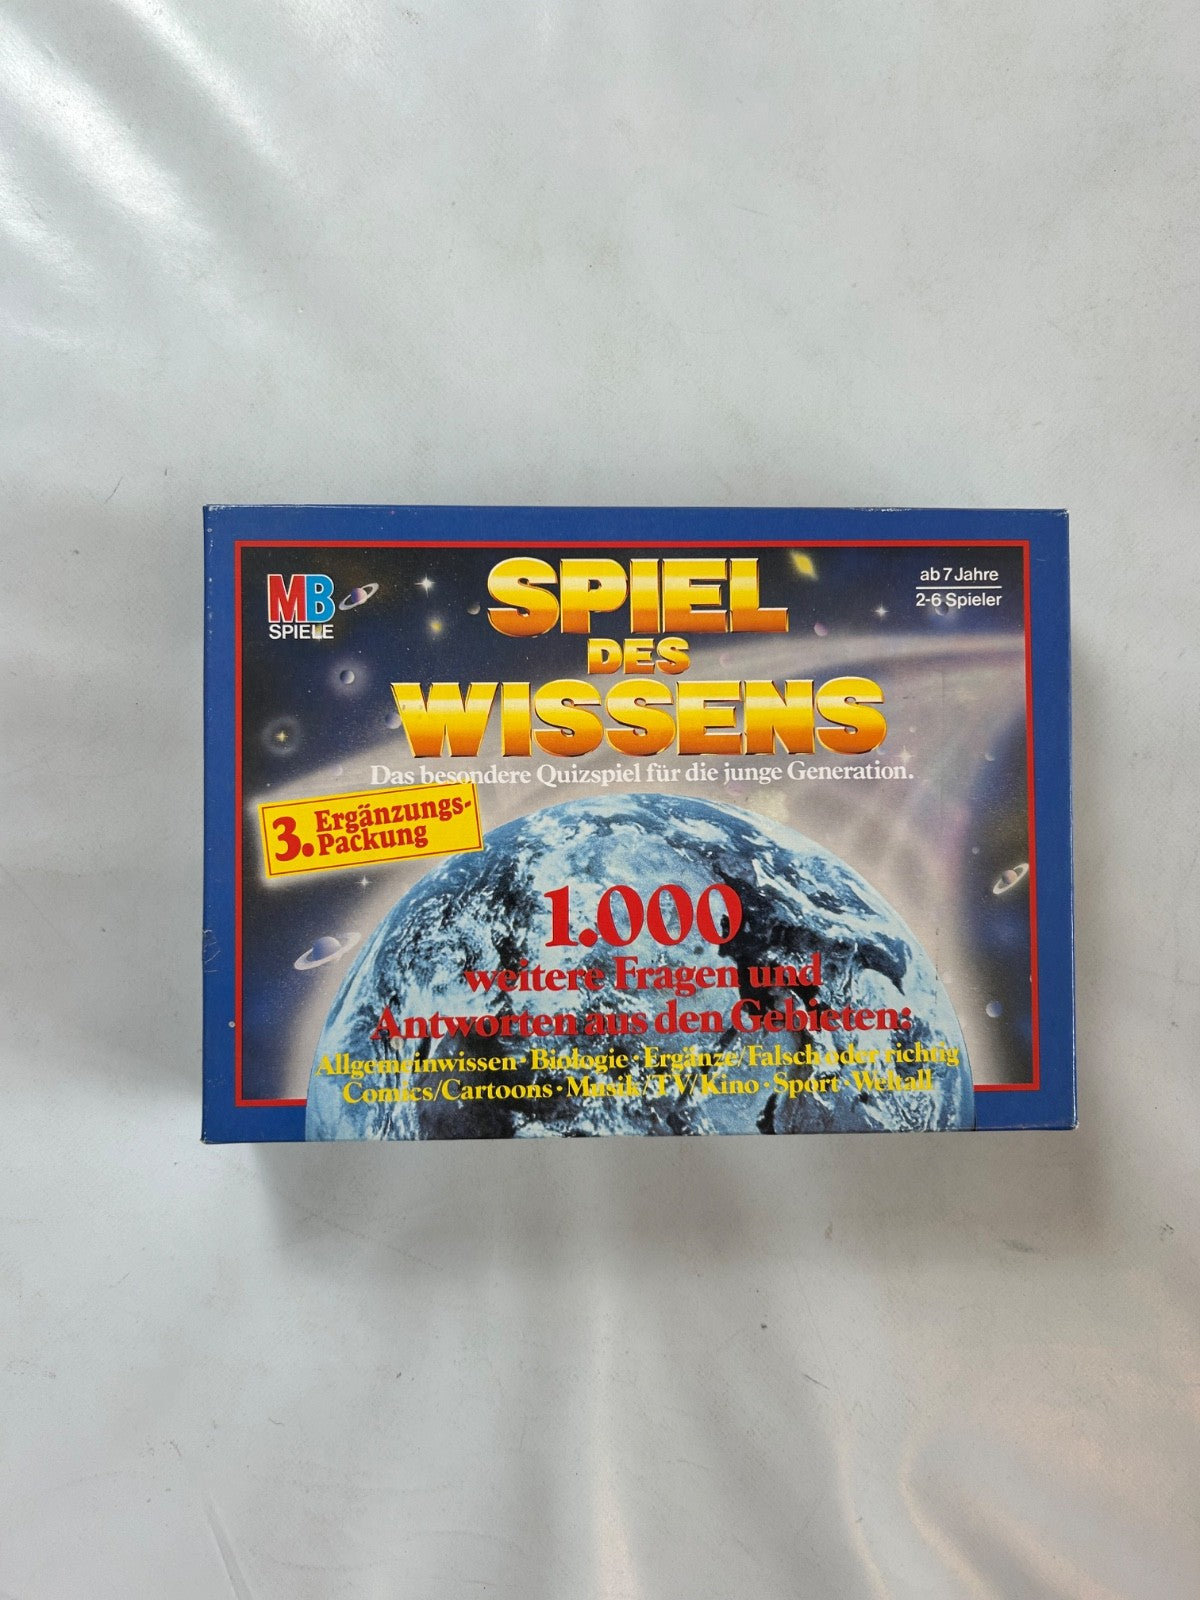 MB
SPIELE
SPIEL
DES
WISSENS
ab 7 Jahre
2-6 Spieler
Das besondere Quizspiel für die junge Generation.
3. Ergänzungs-
Packung
1.000
weitere Fragen und
Antworten aus den Gebieten:
Allgemeinwissen · Biologie · Ergänze/Falsch oder richtig
Comics/Cartoons · Musik/TV/Kino · Sport · Weltall